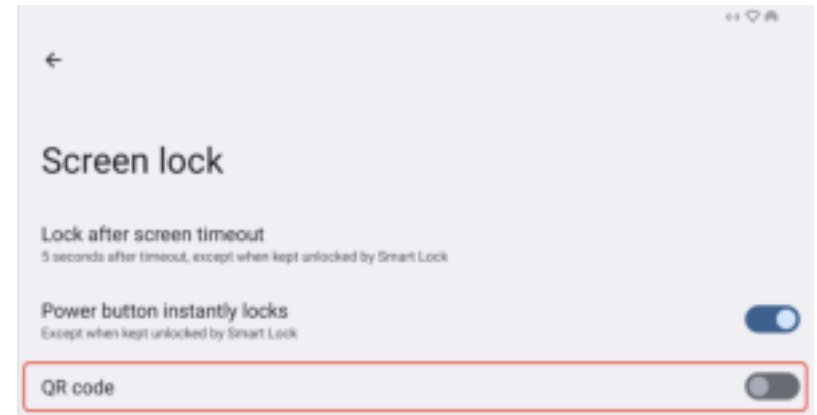 Screen lock
Lock after screen timeout
5 seconds after timeout, except when kept unlocked by Smart Lock
Power button instantly locks
Except when kept unlocked by Smart Lock
QR code